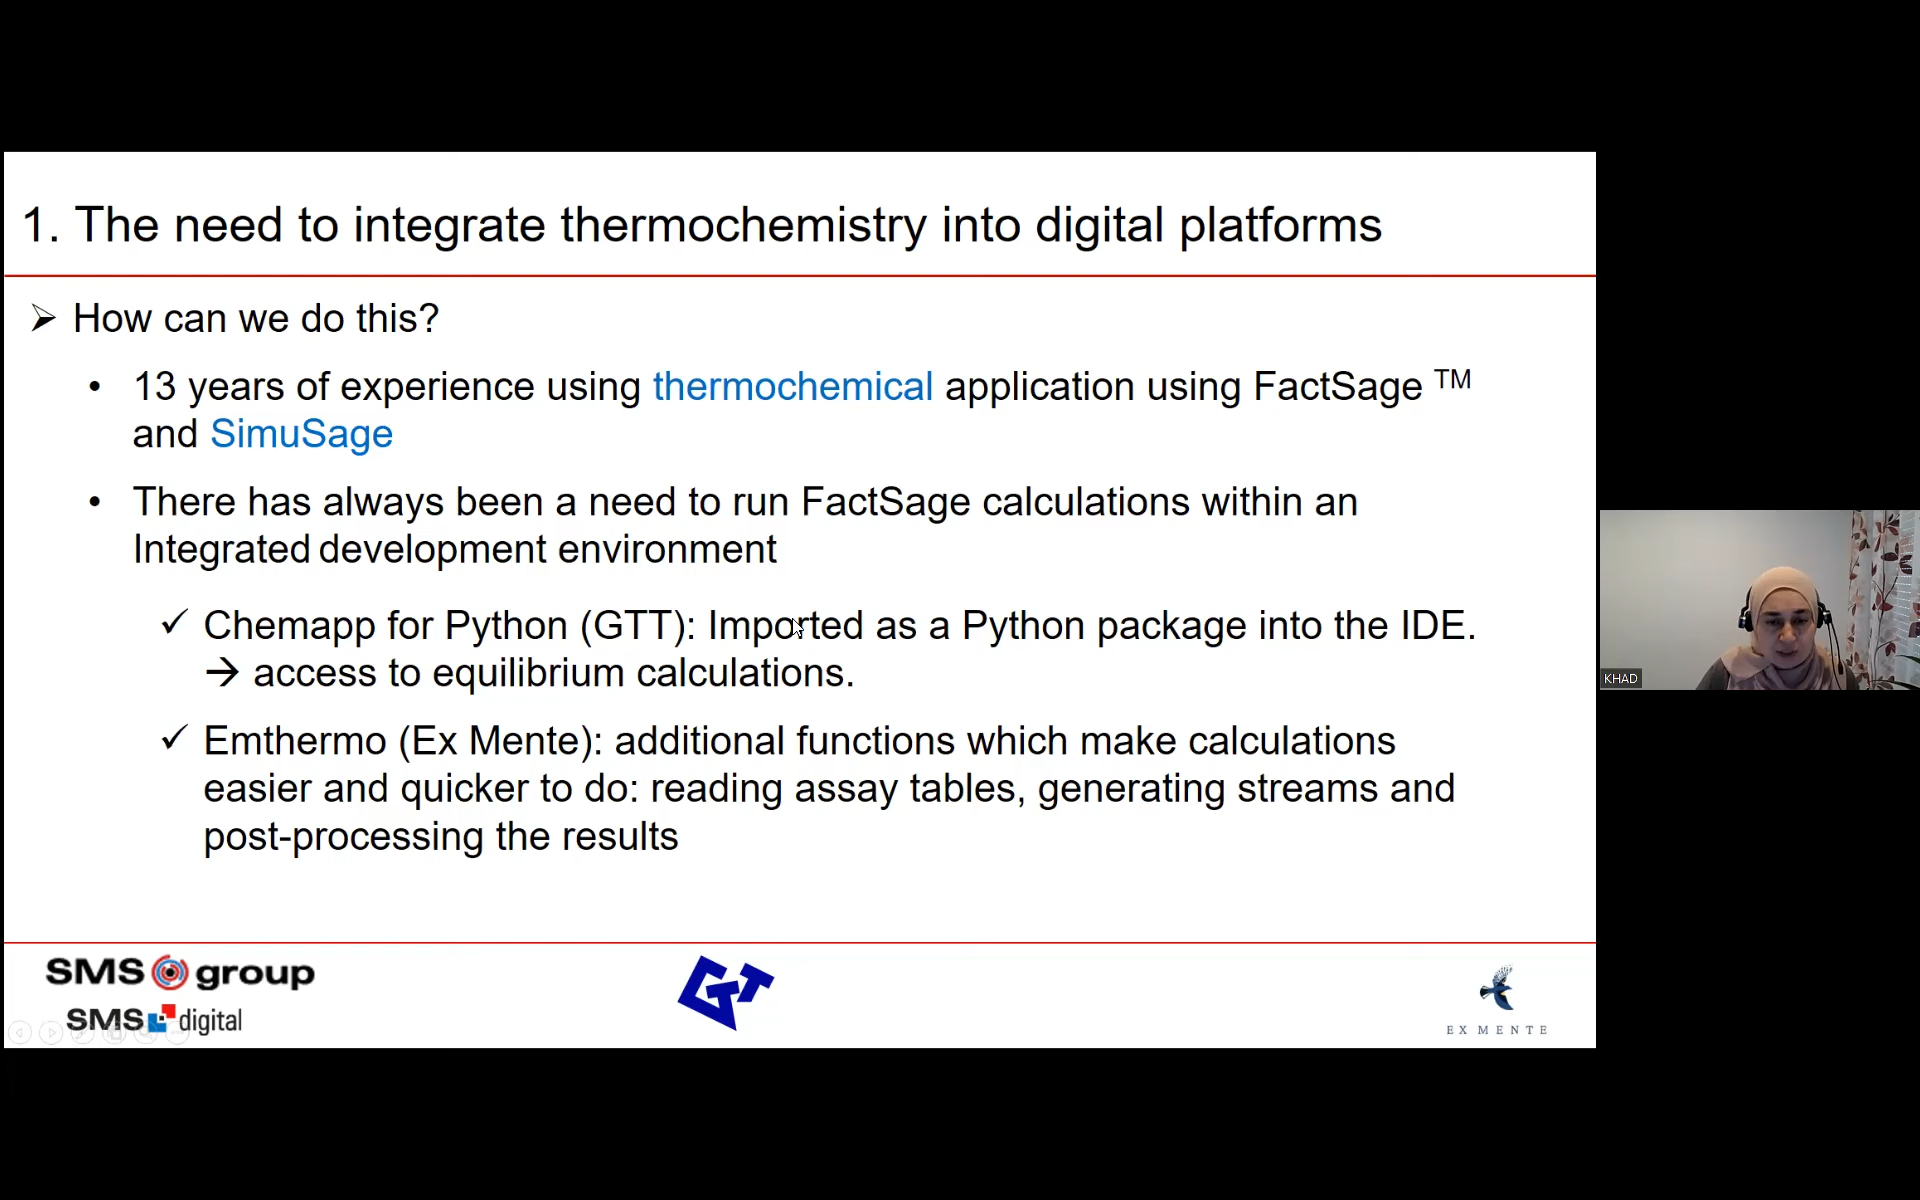 1. The need to integrate thermochemistry into digital platforms
➢ How can we do this?
• 13 years of experience using thermochemical application using FactSage TM
and SimuSage
• There has always been a need to run FactSage calculations within an
Integrated development environment
✓ Chemapp for Python (GTT): Imported as a Python package into the IDE.
→ access to equilibrium calculations.
✓ Emthermo (Ex Mente): additional functions which make calculations
easier and quicker to do: reading assay tables, generating streams and
post-processing the results
KHAD
SMS group
SMS digital
GTT
EX MENTE